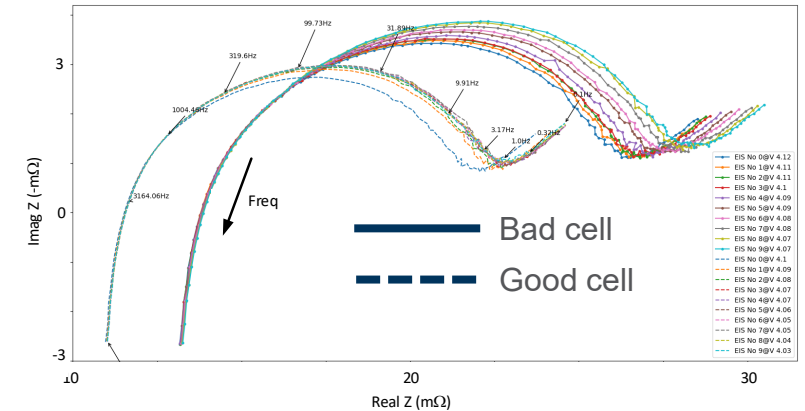 99.73Hz
31.89Hz
319.6Hz
1004.46Hz
9.91Hz
0.1Hz
3.17Hz
0.32Hz
1.0Hz
3164.06Hz
Freq
Bad cell
Good cell
3
0
-3
Imag Z (-mΩ)
10
20
30
Real Z (mΩ)
EIS No 0@V 4.12
EIS No 1@V 4.11
EIS No 2@V 4.11
EIS No 3@V 4.1
EIS No 4@V 4.09
EIS No 5@V 4.09
EIS No 6@V 4.08
EIS No 7@V 4.08
EIS No 8@V 4.07
EIS No 9@V 4.07
EIS No 0@V 4.1
EIS No 1@V 4.09
EIS No 2@V 4.08
EIS No 3@V 4.07
EIS No 4@V 4.07
EIS No 5@V 4.06
EIS No 6@V 4.05
EIS No 7@V 4.05
EIS No 8@V 4.04
EIS No 9@V 4.03